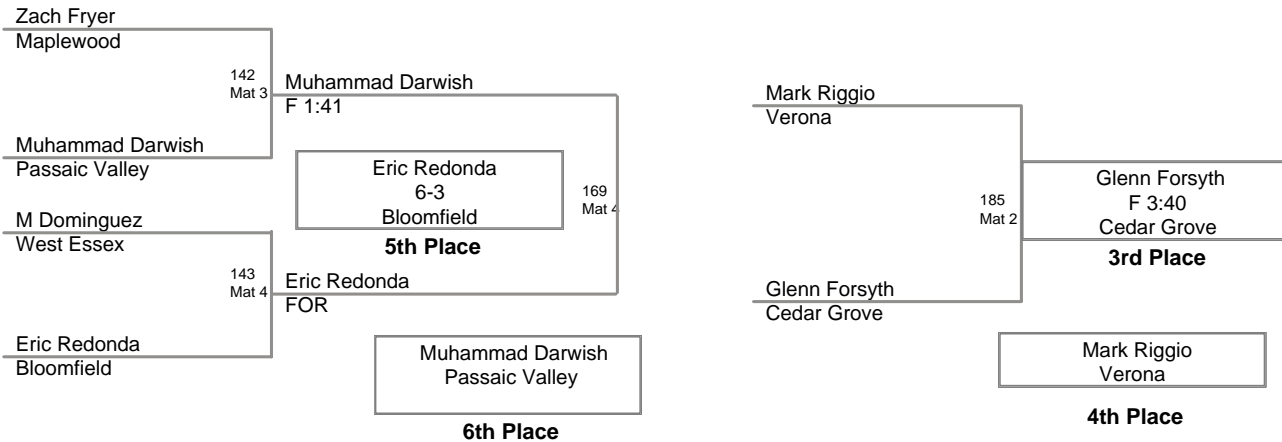 Zach Fryer
Maplewood
142
Mat 3
Muhammad Darwish
F 1:41
Muhammad Darwish
Passaic Valley
Eric Redonda
6-3
Bloomfield
5th Place
169
Mat 4
M Dominguez
West Essex
143
Mat 4
Eric Redonda
FOR
Eric Redonda
Bloomfield
Muhammad Darwish
Passaic Valley
6th Place
Mark Riggio
Verona
185
Mat 2
Glenn Forsyth
F 3:40
Cedar Grove
3rd Place
Glenn Forsyth
Cedar Grove
Mark Riggio
Verona
4th Place